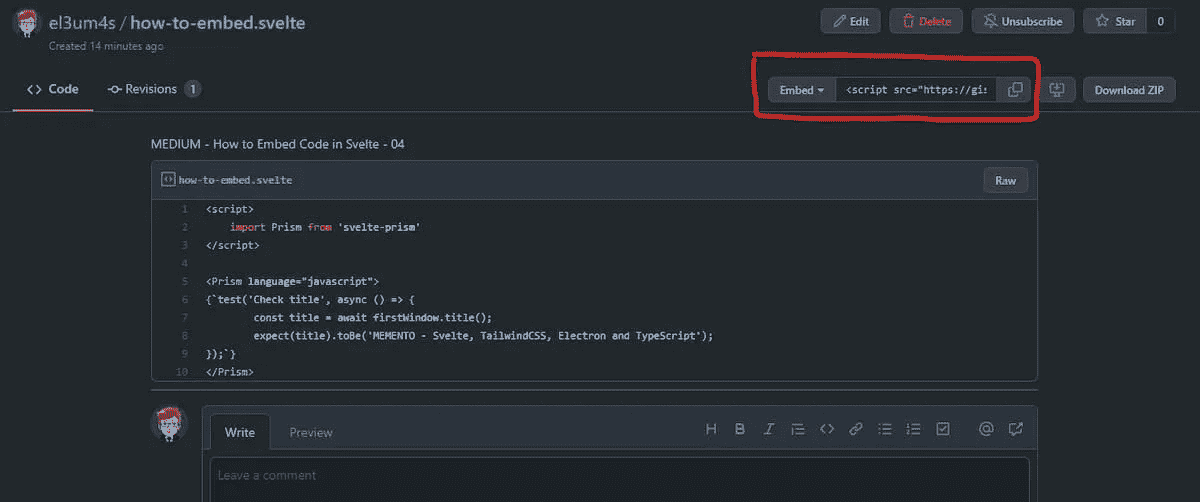 el3um4s / how-to-embed.svelte
Edit
Delete
Unsubscribe
Star
0
Created 14 minutes ago
Code
Revisions 1
Embed
<script src="https://gi
Download ZIP
MEDIUM - How to Embed Code in Svelte - 04
how-to-embed.svelte
Raw
1 <script>
2     import Prism from 'svelte-prism'
3 </script>
4
5 <Prism language="javascript">
6 {`test('Check title', async () => {
7         const title = await firstWindow.title();
8         expect(title).toBe('MEMENTO - Svelte, TailwindCSS, Electron and TypeScript');
9 });`}
10 </Prism>
Write
Preview
H B I
@
Leave a comment